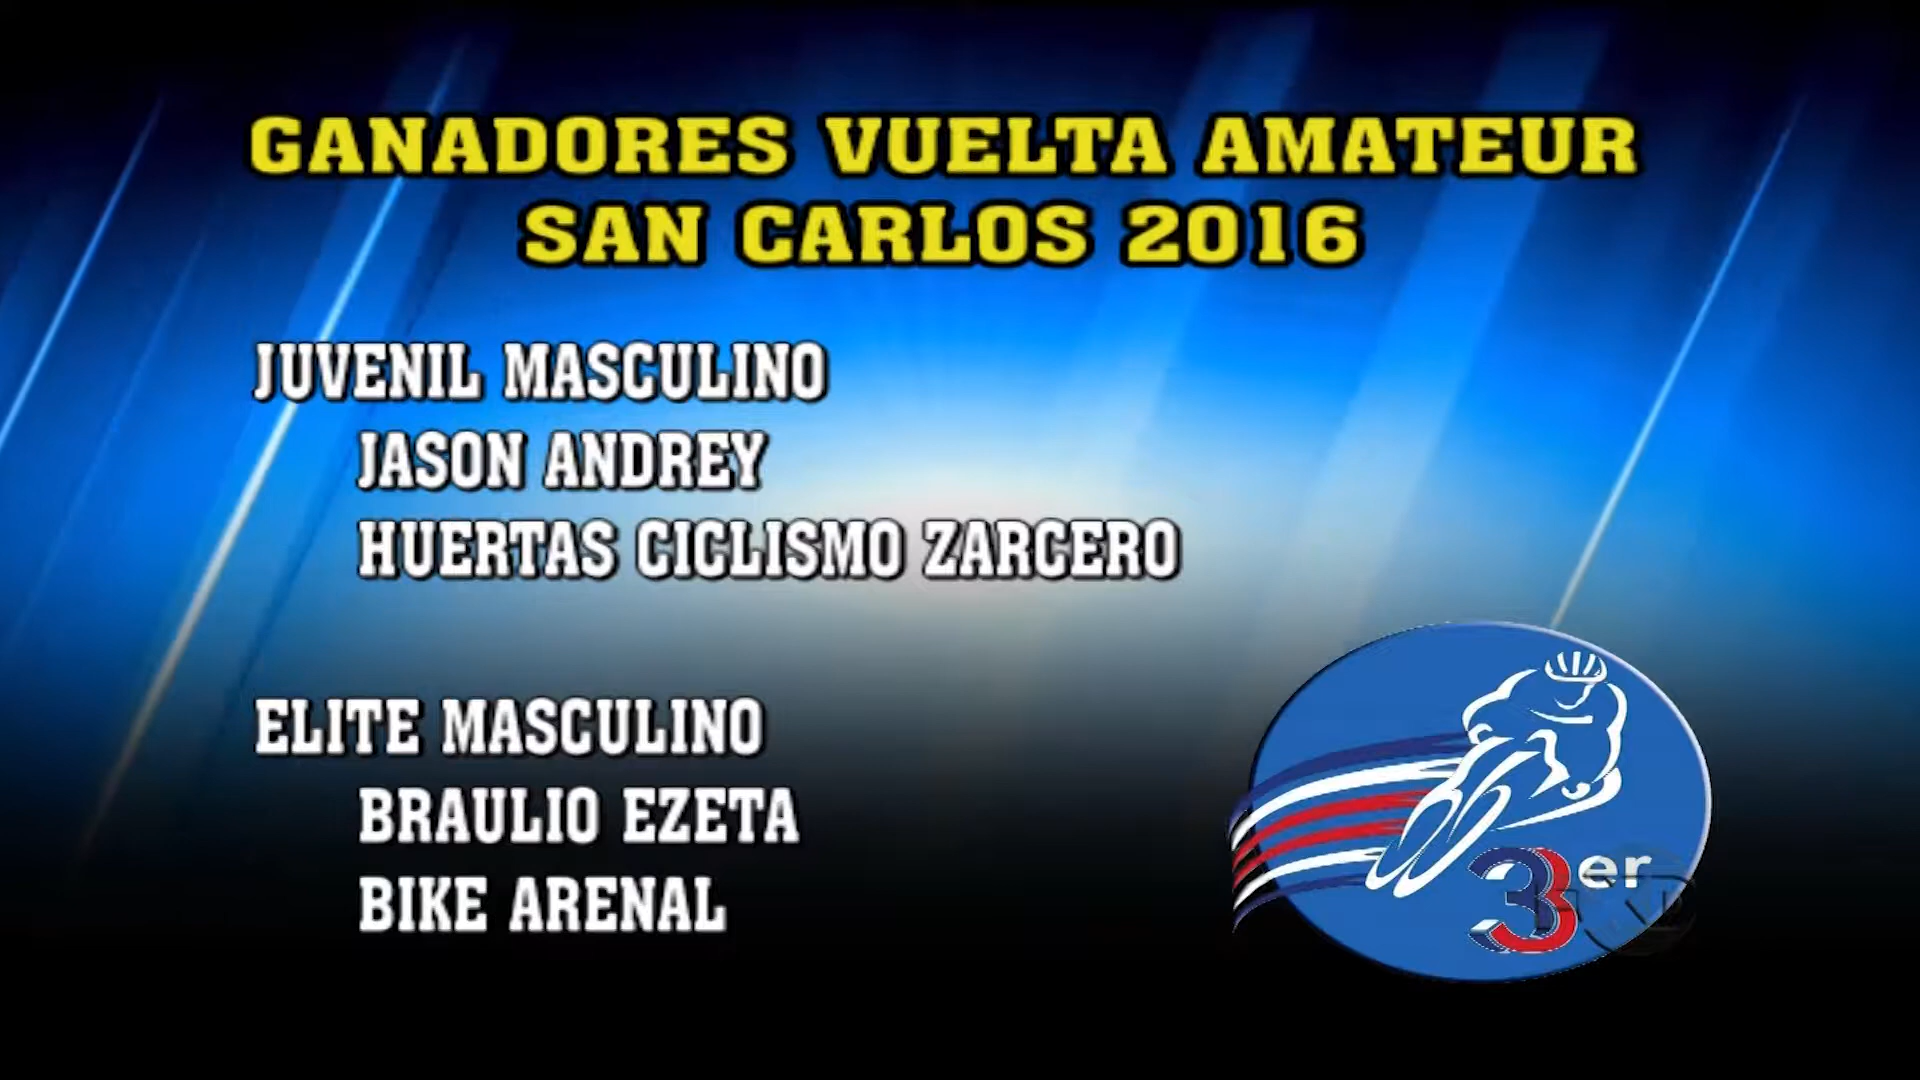 GANADORES VUELTA AMATEUR
SAN CARLOS 2016
JUVENIL MASCULINO
JASON ANDREY
HUERTAS CICLISMO ZARCERO
ELITE MASCULINO
BRAULIO EZETA
BIKE ARENAL
3er